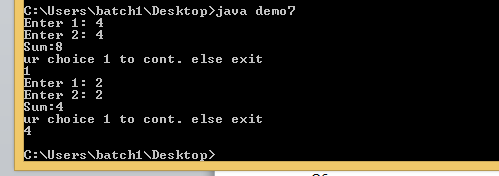 C:\Users\batch1\Desktop>java demo7
Enter 1: 4
Enter 2: 4
Sum:8
ur choice 1 to cont. else exit
1
Enter 1: 2
Enter 2: 2
Sum:4
ur choice 1 to cont. else exit
4
C:\Users\batch1\Desktop>